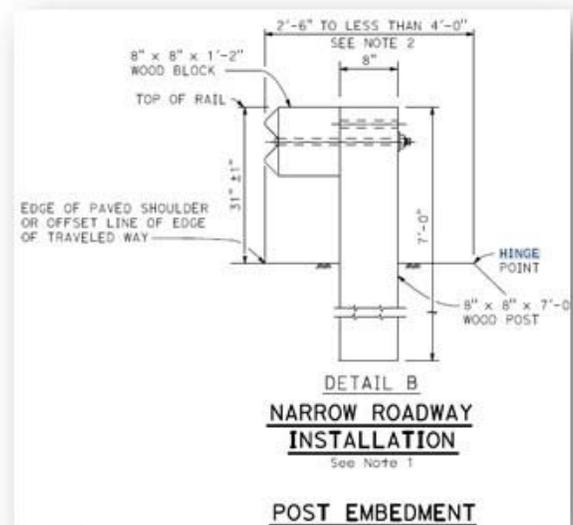 2'-6" TO LESS THAN 4'-0"
SEE NOTE 2
8" x 8" x 1'-2"
WOOD BLOCK
8"
TOP OF RAIL
31" ±1"
7'-0"
EDGE OF PAVED SHOULDER
OR OFFSET LINE OF EDGE
OF TRAVELED WAY
HINGE
POINT
8" x 8" x 7'-0
WOOD POST
DETAIL B
NARROW ROADWAY
INSTALLATION
See Note 1
POST EMBEDMENT